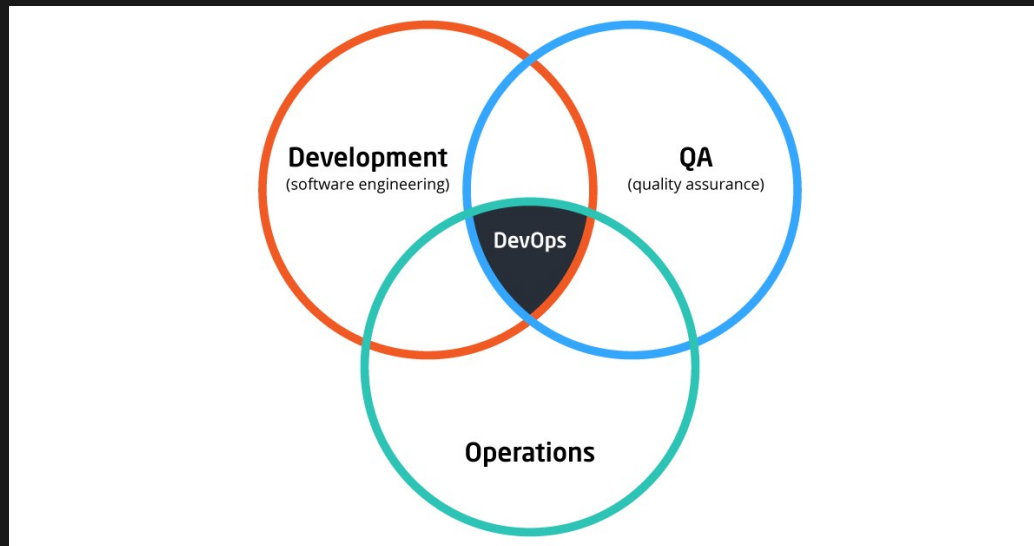 Development
(software engineering)
QA
(quality assurance)
DevOps
Operations